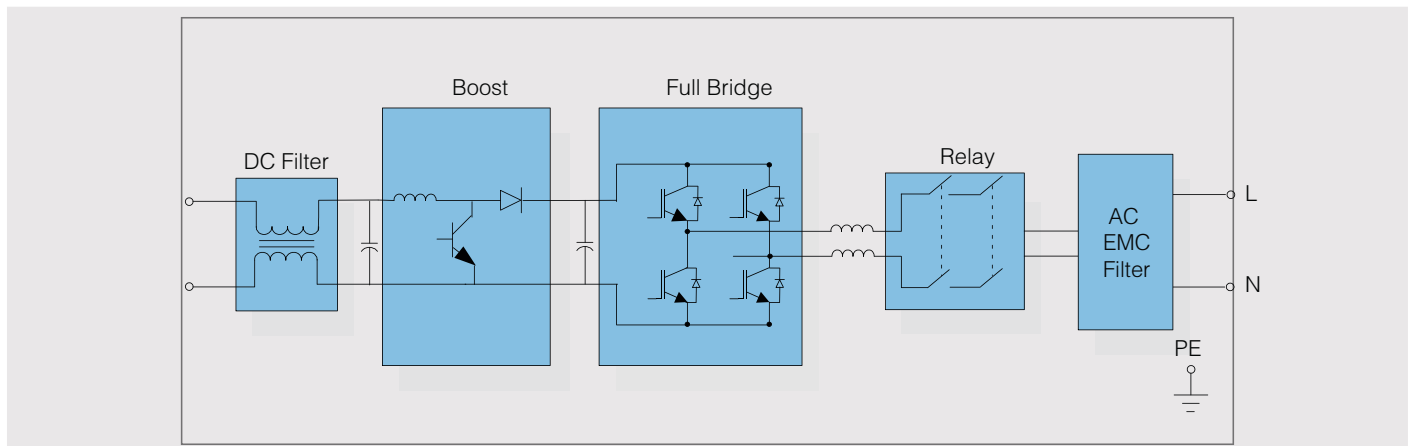 Boost
Full Bridge
DC Filter
Relay
AC
EMC
Filter
L
N
PE